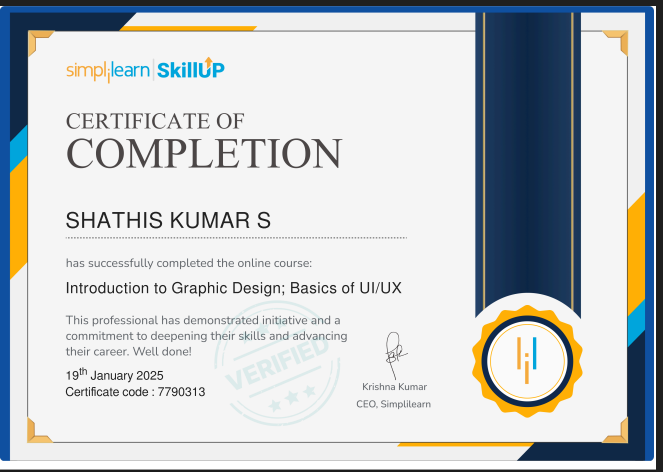 simplilearn | SkillUP
CERTIFICATE OF
COMPLETION
SHATHIS KUMAR S
has successfully completed the online course:
Introduction to Graphic Design; Basics of UI/UX
This professional has demonstrated initiative and a
commitment to deepening their skills and advancing
their career. Well done!
VERIFIED
19th January 2025
Certificate code : 7790313
Krishna Kumar
CEO, Simplilearn